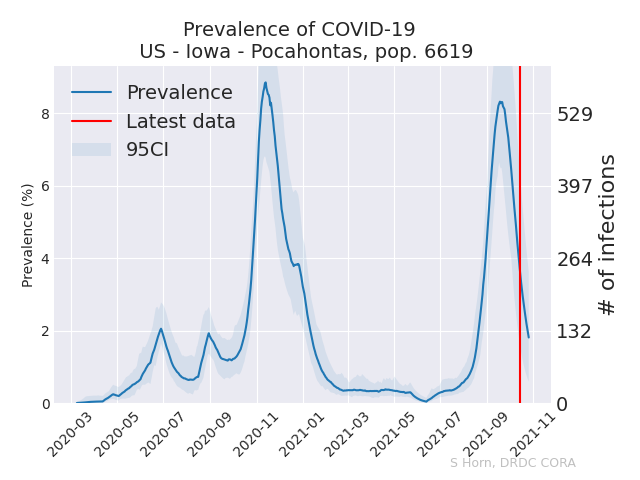 Prevalence of COVID-19
US - Iowa - Pocahontas, pop. 6619
Prevalence
Latest data
95CI
Prevalence (%)
8
6
4
2
0
529
397
264
132
0
# of infections
2020-03
2020-05
2020-07
2020-09
2020-11
2021-01
2021-03
2021-05
2021-07
2021-09
2021-11
S Horn, DRDC CORA